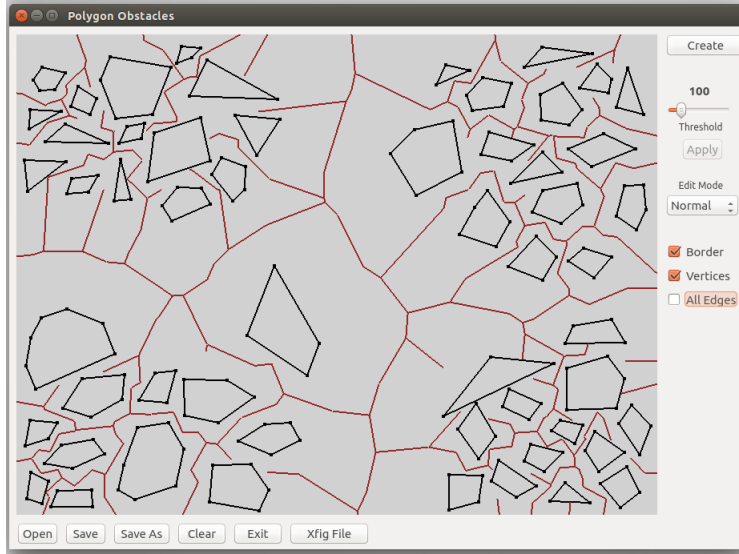 Polygon Obstacles
Create
100
Threshold
Apply
Edit Mode
Normal
Border
Vertices
All Edges
Open Save Save As Clear Exit Xfig File